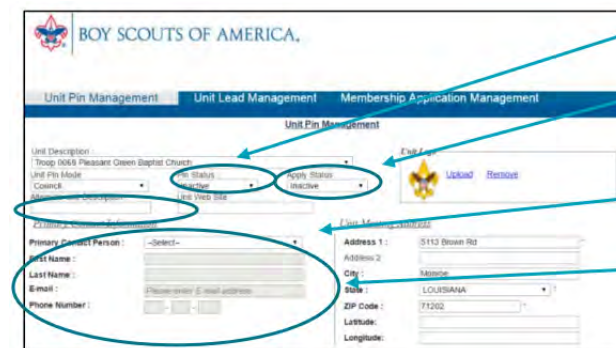 BOY SCOUTS OF AMERICA®
Unit Pin Management Unit Lead Management Membership Application Management
Unit Pin Management
Unit Description
Troop 0069 Pleasant Green Baptist Church
Unit Logo
Upload Remove
Unit Pin Mode Pin Status Apply Status
Council Inactive Inactive
Alternate Unit Description Unit Web Site
Primary Contact Information
Unit Meeting Address
Primary Contact Person : --Select--
Address 1 : 5113 Brown Rd *
First Name :
Address 2
Last Name :
City : Monroe
E-mail : Please enter E-mail address
State : LOUISIANA *
Phone Number : - -
ZIP Code : 71202 *
Latitude:
Longitude: